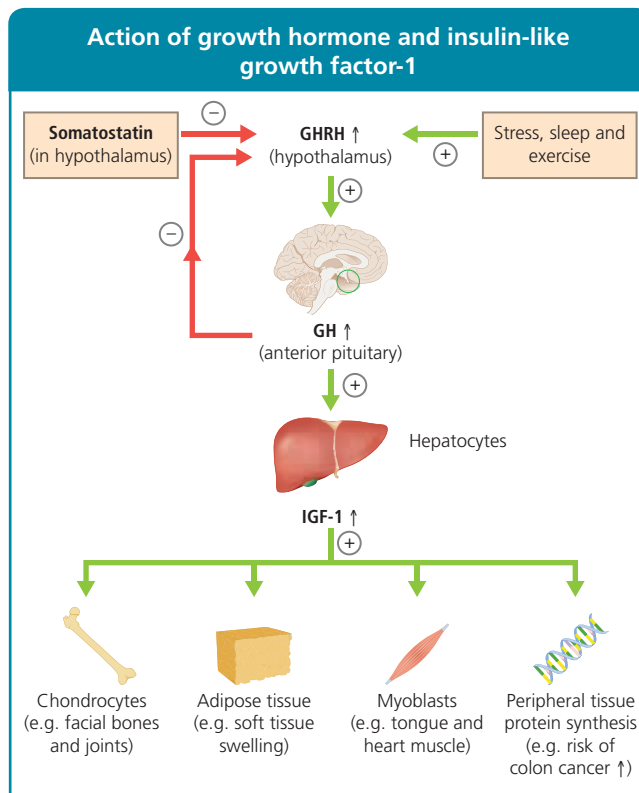 Action of growth hormone and insulin-like
growth factor-1
Somatostatin
(in hypothalamus)
−
GHRH ↑
(hypothalamus)
+
Stress, sleep and
exercise
+
−
GH ↑
(anterior pituitary)
+
Hepatocytes
IGF-1 ↑
+
Chondrocytes
(e.g. facial bones
and joints)
Adipose tissue
(e.g. soft tissue
swelling)
Myoblasts
(e.g. tongue and
heart muscle)
Peripheral tissue
protein synthesis
(e.g. risk of
colon cancer ↑)